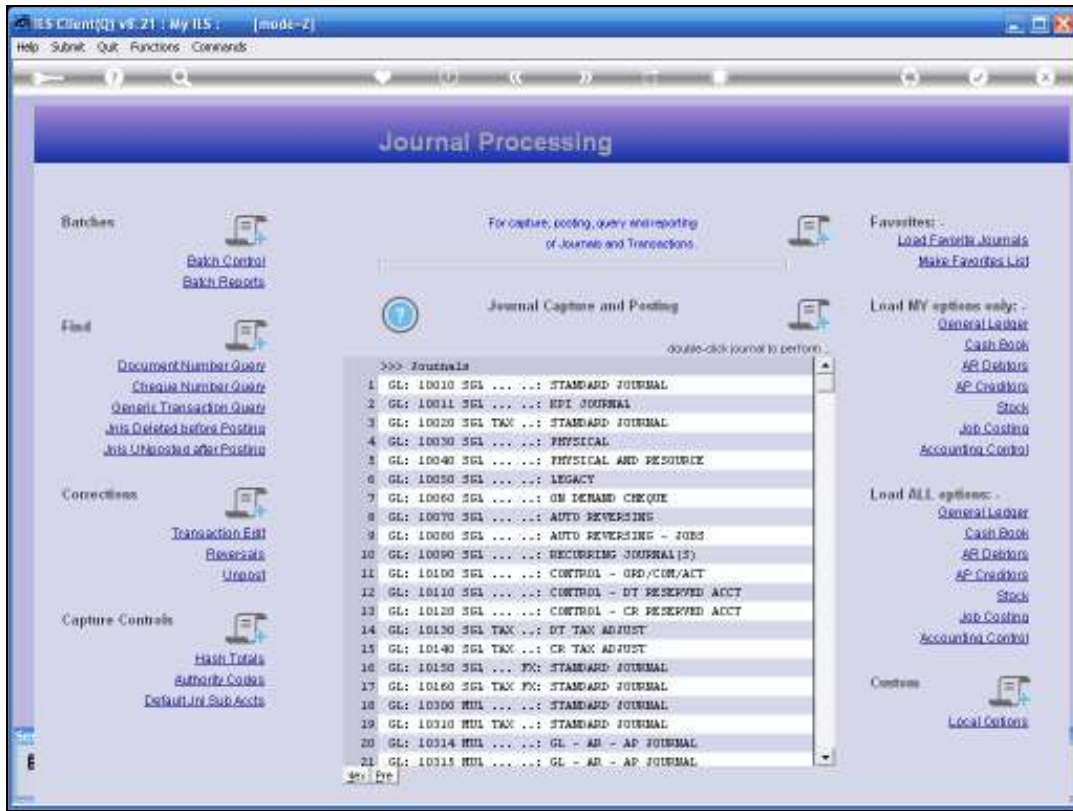 IES Client(Q) v8.21 : My IES : [mode=2]
Help Submit Quit Functions Commands
Journal Processing
Batches
Batch Control
Batch Reports
Find
Document Number Query
Cheque Number Query
Generic Transaction Query
Jnls Deleted before Posting
Jnls UNposted after Posting
Corrections
Transaction Edit
Reversals
Unpost
Capture Controls
Hash Totals
Authority Codes
Default Jnl Sub Accts
For capture, posting, query and reporting
of Journals and Transactions.
Journal Capture and Posting
double-click journal to perform .
>>> Journals
1 GL: 10010 SGL ... ..: STANDARD JOURNAL
2 GL: 10011 SGL ... ..: KPI JOURNAL
3 GL: 10020 SGL TAX ..: STANDARD JOURNAL
4 GL: 10030 SGL ... ..: PHYSICAL
5 GL: 10040 SGL ... ..: PHYSICAL AND RESOURCE
6 GL: 10050 SGL ... ..: LEGACY
7 GL: 10060 SGL ... ..: ON DEMAND CHEQUE
8 GL: 10070 SGL ... ..: AUTO REVERSING
9 GL: 10080 SGL ... ..: AUTO REVERSING - JOBS
10 GL: 10090 SGL ... ..: RECURRING JOURNAL(S)
11 GL: 10100 SGL ... ..: CONTROL - ORD/COM/ACT
12 GL: 10110 SGL ... ..: CONTROL - DT RESERVED ACCT
13 GL: 10120 SGL ... ..: CONTROL - CR RESERVED ACCT
14 GL: 10130 SGL TAX ..: DT TAX ADJUST
15 GL: 10140 SGL TAX ..: CR TAX ADJUST
16 GL: 10150 SGL ... FX: STANDARD JOURNAL
17 GL: 10160 SGL TAX FX: STANDARD JOURNAL
18 GL: 10300 MUL ... ..: STANDARD JOURNAL
19 GL: 10310 MUL TAX ..: STANDARD JOURNAL
20 GL: 10314 MUL ... ..: GL - AR - AP JOURNAL
21 GL: 10315 MUL ... ..: GL - AR - AP JOURNAL
Nex Pre
Favorites: .
Load Favorite Journals
Make Favorites List
Load MY options only: .
General Ledger
Cash Book
AR Debtors
AP Creditors
Stock
Job Costing
Accounting Control
Load ALL options: .
General Ledger
Cash Book
AR Debtors
AP Creditors
Stock
Job Costing
Accounting Control
Custom
Local Options